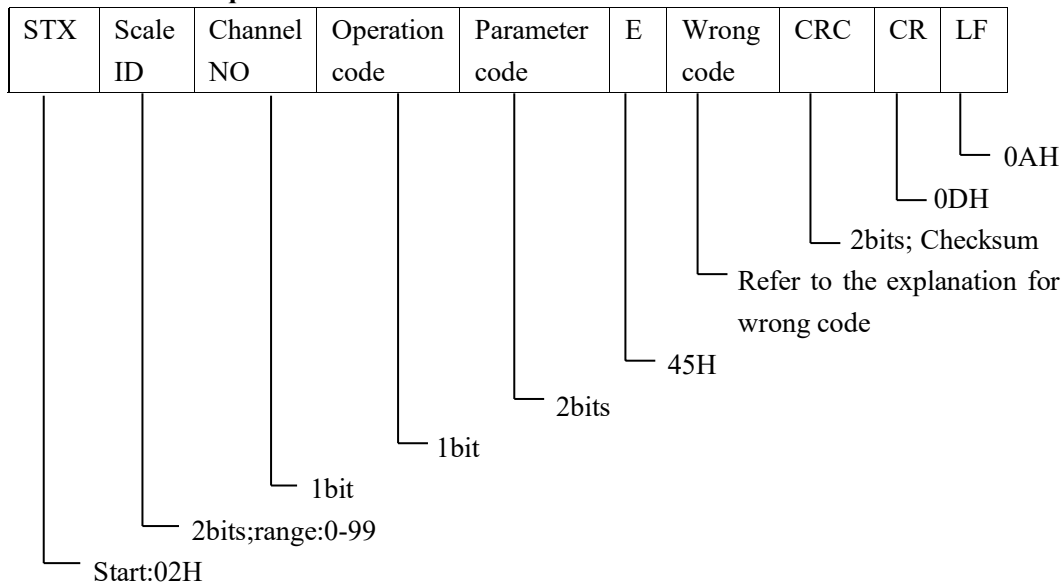 STX Scale ID Channel NO Operation code Parameter code E Wrong code CRC CR LF
0AH
0DH
2bits; Checksum
Refer to the explanation for
wrong code
45H
2bits
1bit
1bit
2bits;range:0-99
Start:02H